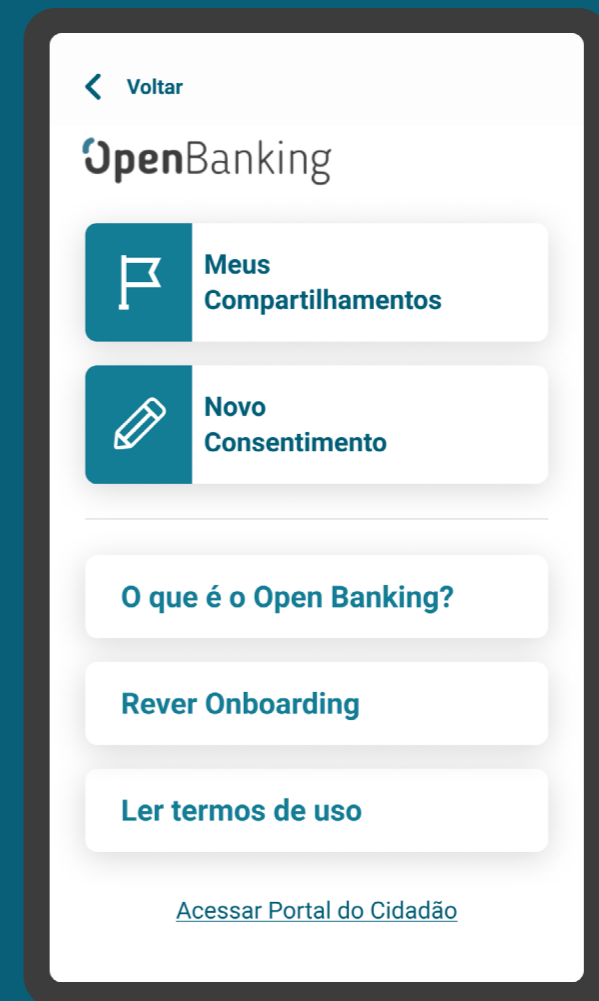 Voltar
OpenBanking
Meus
Compartilhamentos
Novo
Consentimento
O que é o Open Banking?
Rever Onboarding
Ler termos de uso
Acessar Portal do Cidadão